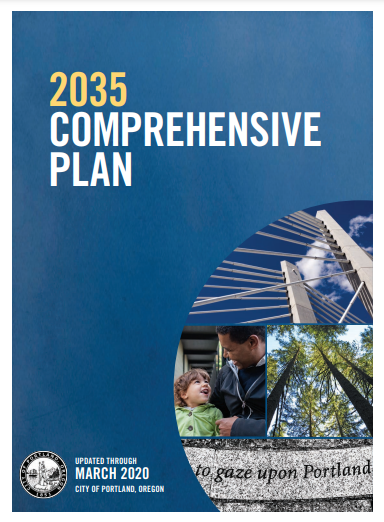 2035
COMPREHENSIVE
PLAN
to gaze upon Portland
UPDATED THROUGH
MARCH 2020
CITY OF PORTLAND, OREGON